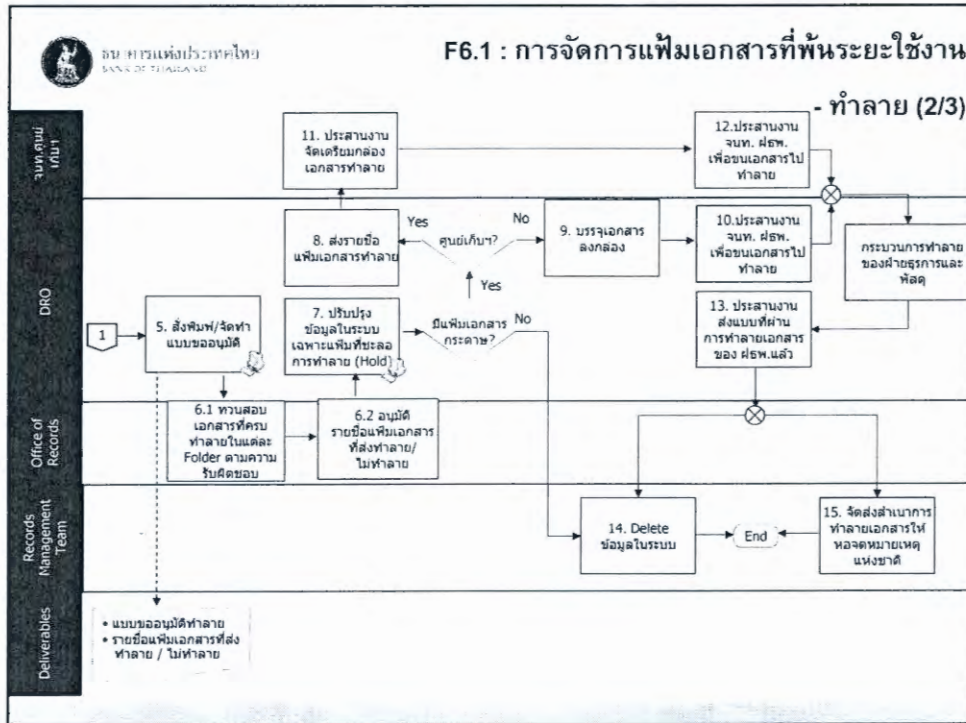 ธนาคารแห่งประเทศไทย
BANK OF THAILAND
F6.1 : การจัดการแฟ้มเอกสารที่พ้นระยะใช้งาน
- ทำลาย (2/3)
จนท.ศูนย์
เก็บฯ
11. ประสานงาน
จัดเตรียมกล่อง
เอกสารทำลาย
12.ประสานงาน
จนท. ฝธพ.
เพื่อขนเอกสารไป
ทำลาย
DRO
8. ส่งรายชื่อ
แฟ้มเอกสารทำลาย
Yes
ศูนย์เก็บฯ?
No
9. บรรจุเอกสาร
ลงกล่อง
10.ประสานงาน
จนท. ฝธพ.
เพื่อขนเอกสารไป
ทำลาย
กระบวนการทำลาย
ของฝ่ายธุรการและ
พัสดุ
1
5. สั่งพิมพ์/จัดทำ
แบบขออนุมัติ
7. ปรับปรุง
ข้อมูลในระบบ
เฉพาะแฟ้มที่ชะลอ
การทำลาย (Hold)
Yes
มีแฟ้มเอกสาร
กระดาษ?
No
13. ประสานงาน
ส่งแบบที่ผ่าน
การทำลายเอกสาร
ของ ฝธพ.แล้ว
Office of
Records
6.1 ทวนสอบ
เอกสารที่ครบ
ทำลายในแต่ละ
Folder ตามความ
รับผิดชอบ
6.2 อนุมัติ
รายชื่อแฟ้มเอกสาร
ที่ส่งทำลาย/
ไม่ทำลาย
Records
Management
Team
14. Delete
ข้อมูลในระบบ
End
15. จัดส่งสำเนาการ
ทำลายเอกสารให้
หอจดหมายเหตุ
แห่งชาติ
Deliverables
• แบบขออนุมัติทำลาย
• รายชื่อแฟ้มเอกสารที่ส่ง
ทำลาย / ไม่ทำลาย